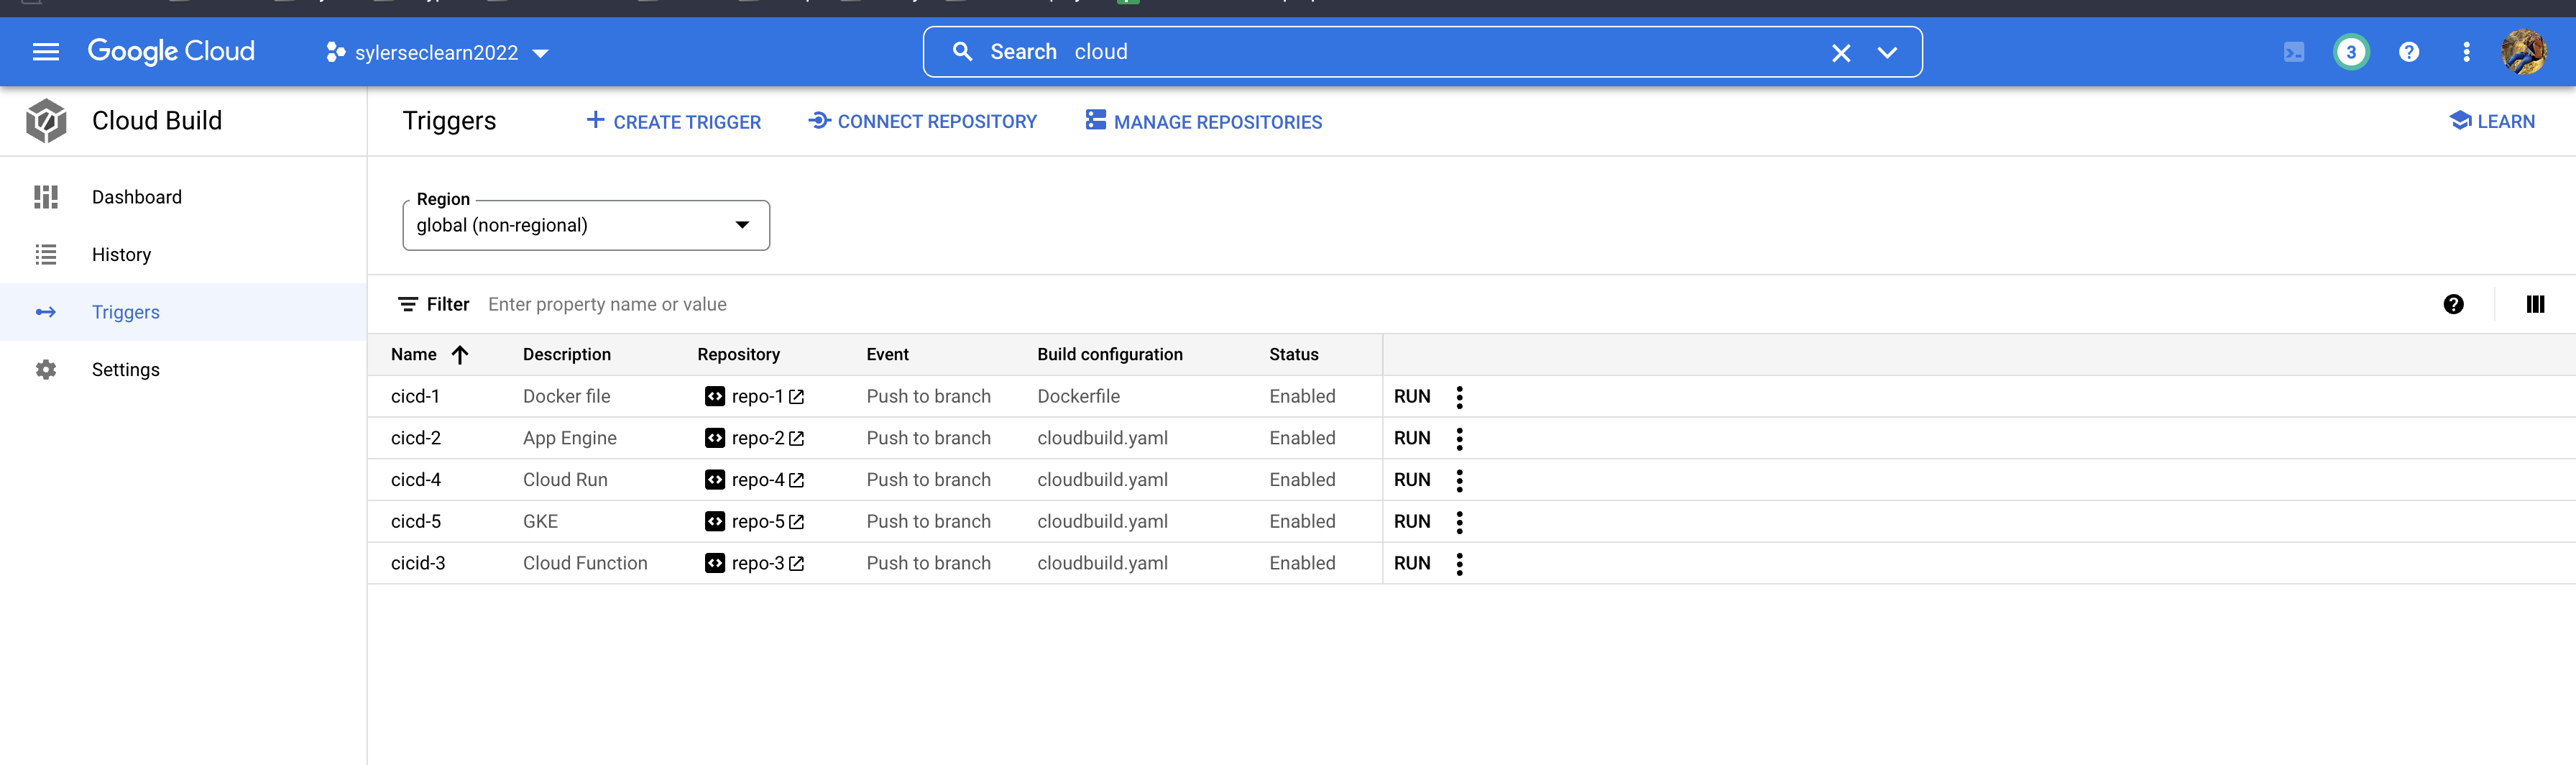 Google Cloud
sylerseclearn2022
Search cloud
3
Cloud Build
Triggers
CREATE TRIGGER
CONNECT REPOSITORY
MANAGE REPOSITORIES
LEARN
Dashboard
History
Triggers
Settings
Region
global (non-regional)
Filter Enter property name or value
Name Description Repository Event Build configuration Status
cicd-1 Docker file repo-1 Push to branch Dockerfile Enabled RUN
cicd-2 App Engine repo-2 Push to branch cloudbuild.yaml Enabled RUN
cicd-4 Cloud Run repo-4 Push to branch cloudbuild.yaml Enabled RUN
cicd-5 GKE repo-5 Push to branch cloudbuild.yaml Enabled RUN
cicid-3 Cloud Function repo-3 Push to branch cloudbuild.yaml Enabled RUN